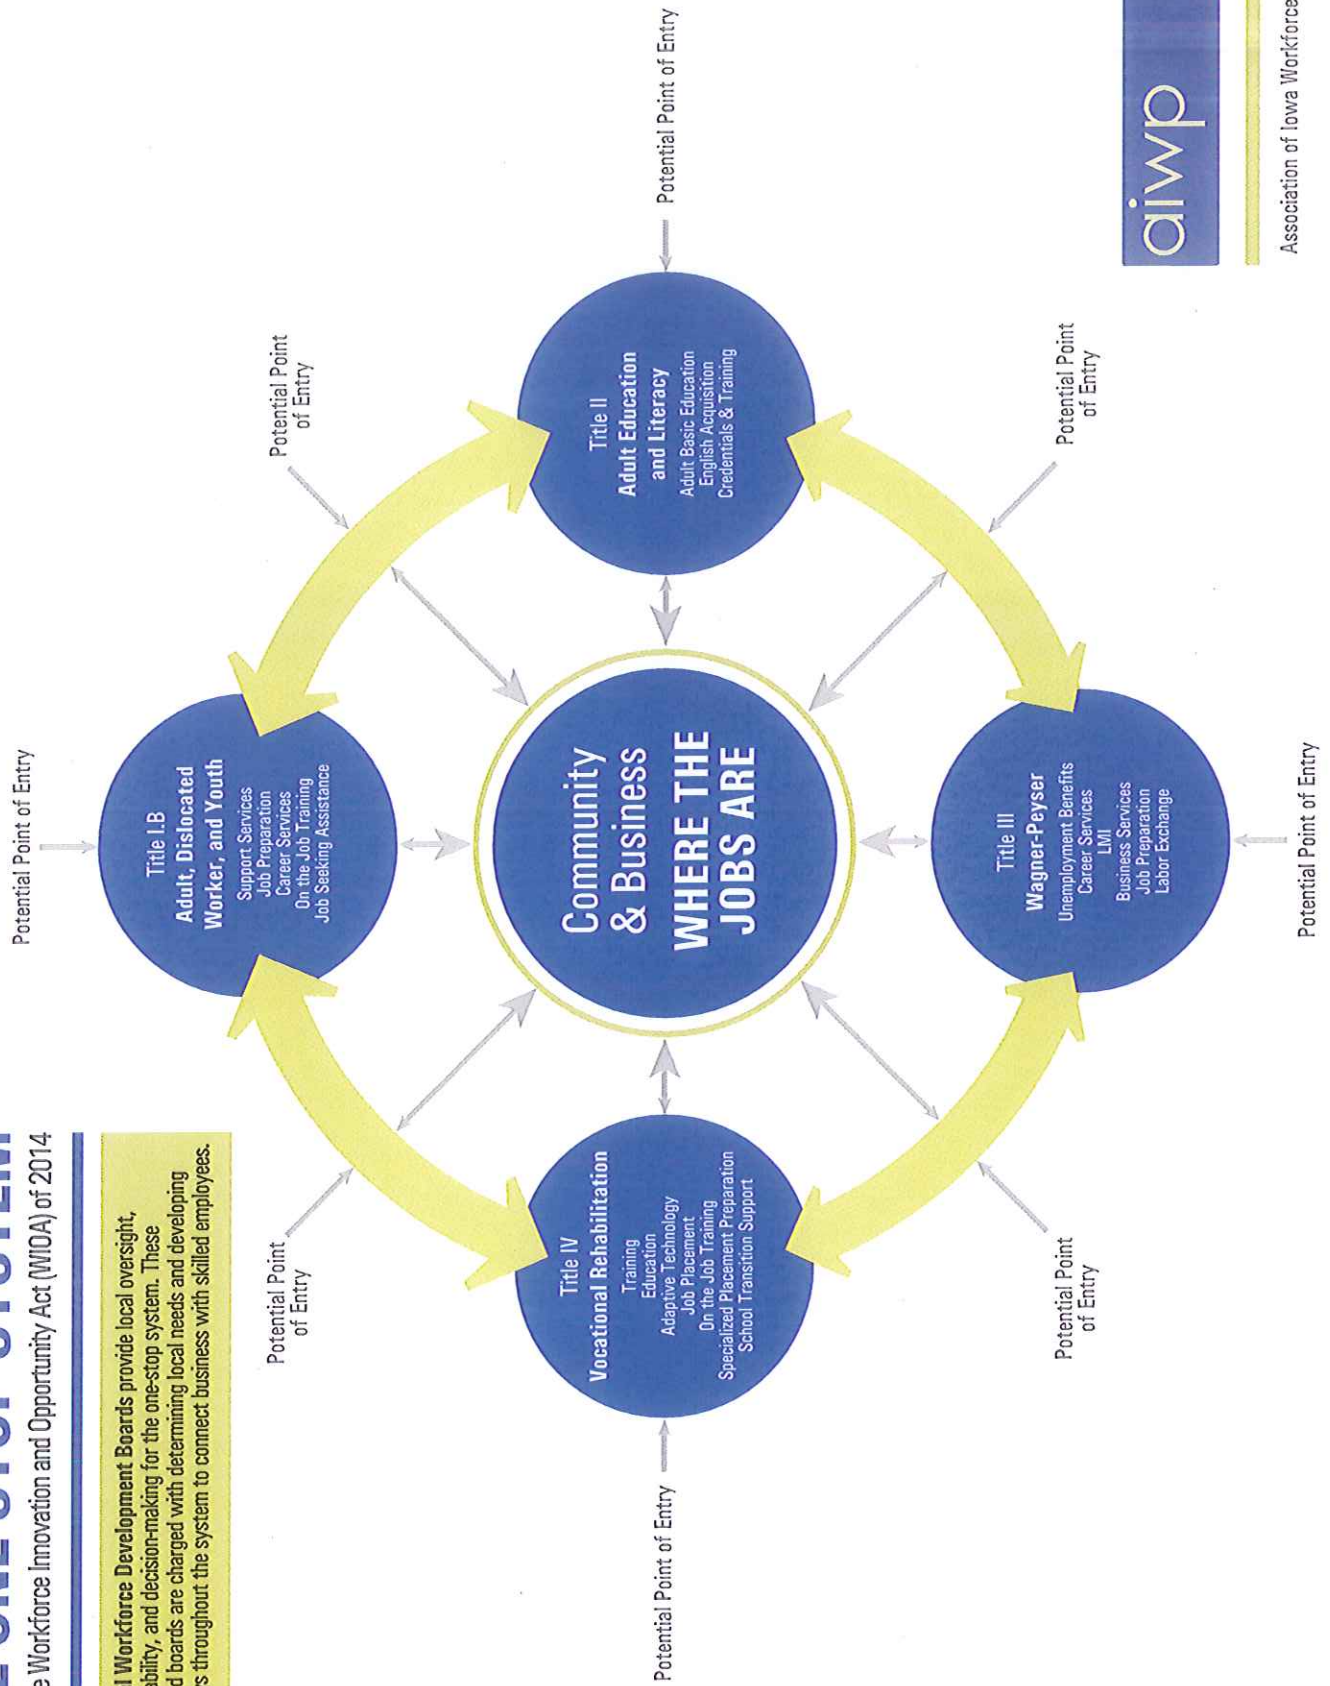 E ONE STOP SYSTEM
e Workforce Innovation and Opportunity Act (WIOA) of 2014
l Workforce Development Boards provide local oversight,
ability, and decision-making for the one-stop system. These
d boards are charged with determining local needs and developing
ys throughout the system to connect business with skilled employees.
Potential Point of Entry
Potential Point
of Entry
Potential Point
of Entry
Title I.B
Adult, Dislocated
Worker, and Youth
Support Services
Job Preparation
Career Services
On the Job Training
Job Seeking Assistance
Potential Point of Entry
Title IV
Vocational Rehabilitation
Training
Education
Adaptive Technology
Job Placement
On the Job Training
Specialized Placement Preparation
School Transition Support
Community
& Business
WHERE THE
JOBS ARE
Title II
Adult Education
and Literacy
Adult Basic Education
English Acquisition
Credentials & Training
Potential Point of Entry
Title III
Wagner-Peyser
Unemployment Benefits
Career Services
LMI
Business Services
Job Preparation
Labor Exchange
Potential Point
of Entry
Potential Point
of Entry
Potential Point of Entry
aiwp
Association of Iowa Workforce